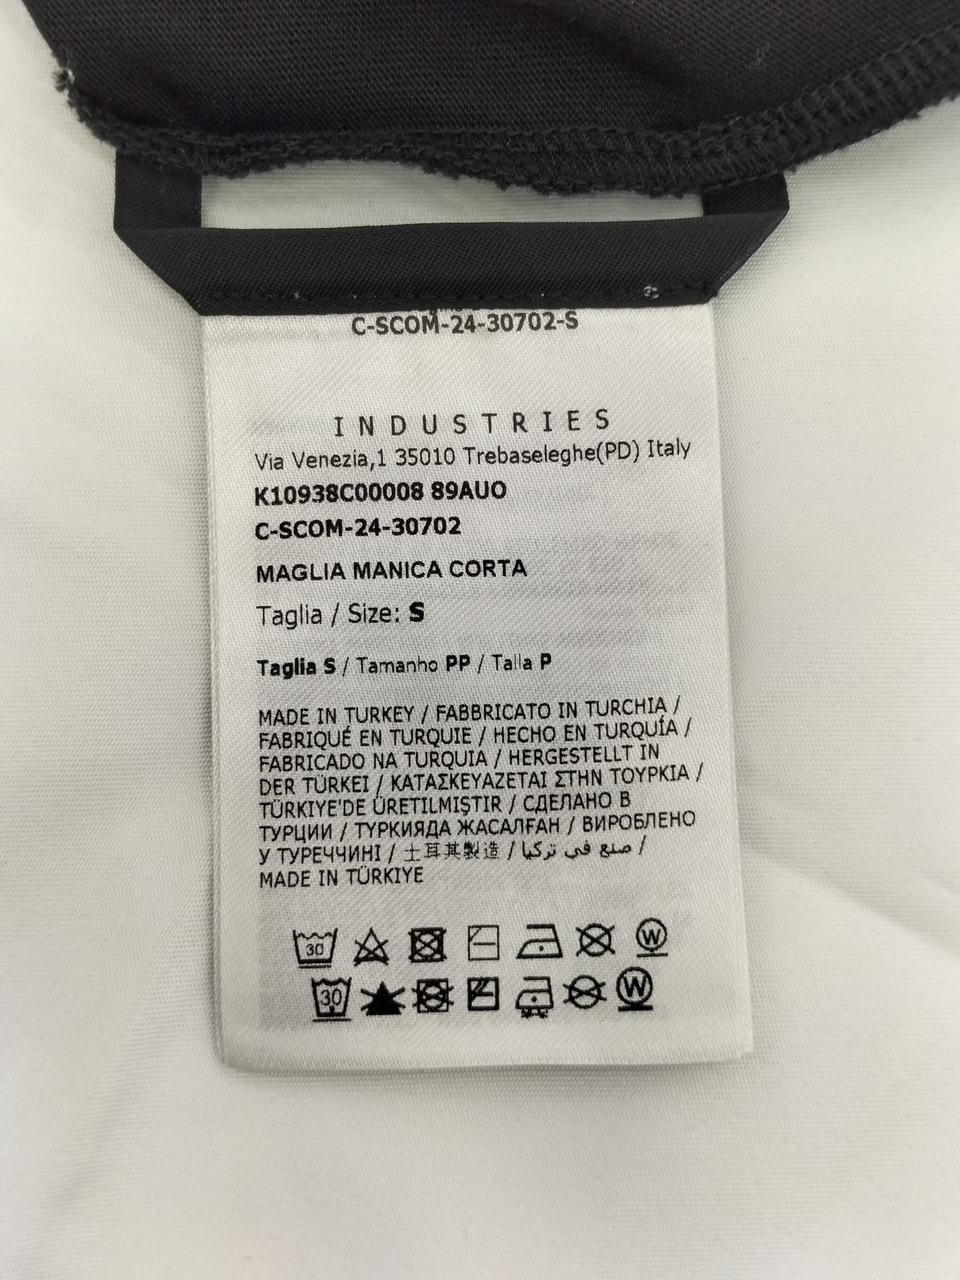 C-SCOM-24-30702-S
INDUSTRIES
Via Venezia,1 35010 Trebaseleghe(PD) Italy
K10938C00008 89AUO
C-SCOM-24-30702
MAGLIA MANICA CORTA
Taglia / Size: S
Taglia S / Tamanho PP / Talla P
MADE IN TURKEY / FABBRICATO IN TURCHIA /
FABRIQUÉ EN TURQUIE / HECHO EN TURQUÍA /
FABRICADO NA TURQUIA / HERGESTELLT IN
DER TÜRKEI / ΚΑΤΑΣΚΕΥΑΖΕΤΑΙ ΣΤΗΝ ΤΟΥΡΚΙΑ /
TÜRKIYE'DE ÜRETILMIŞTIR / СДЕЛАНО В
ТУРЦИИ / ТҮРКИЯДА ЖАСАЛҒАН / ВИРОБЛЕНО
У ТУРЕЧЧИНІ / 土耳其製造 / صنع في تركيا /
MADE IN TÜRKIYE
30 W
30 W